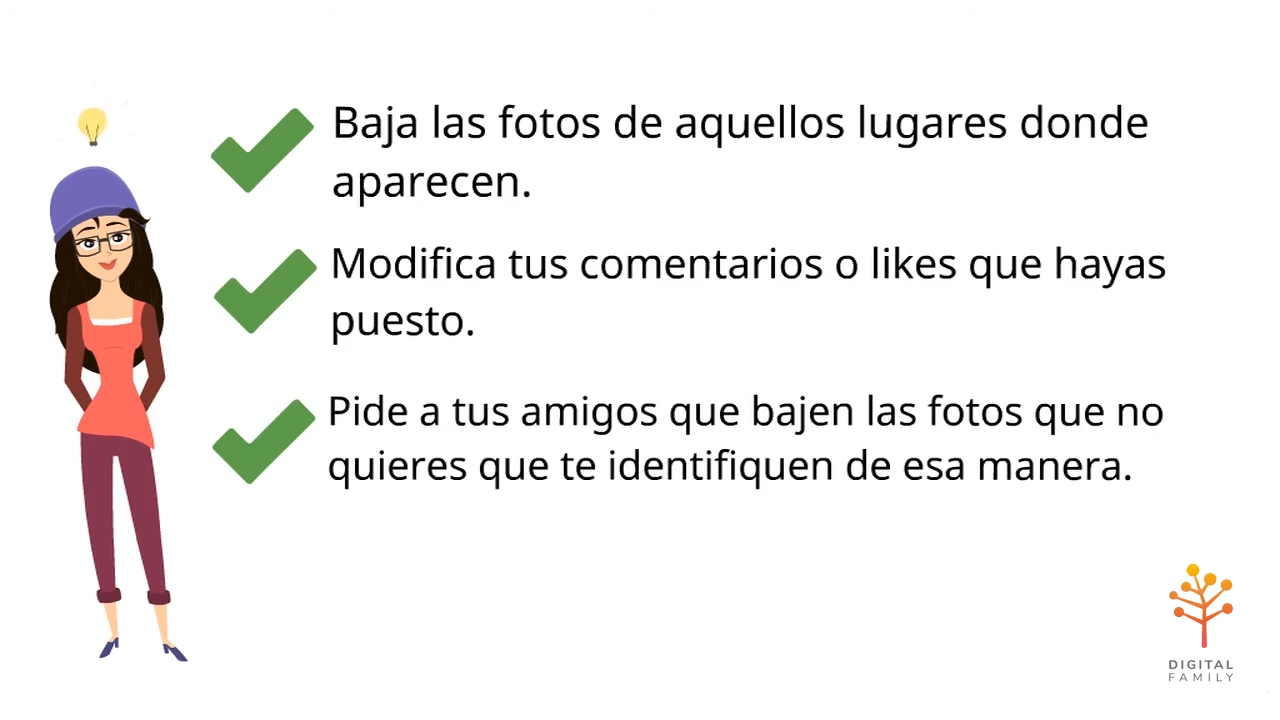 Baja las fotos de aquellos lugares donde
aparecen.
Modifica tus comentarios o likes que hayas
puesto.
Pide a tus amigos que bajen las fotos que no
quieres que te identifiquen de esa manera.
DIGITAL
FAMILY